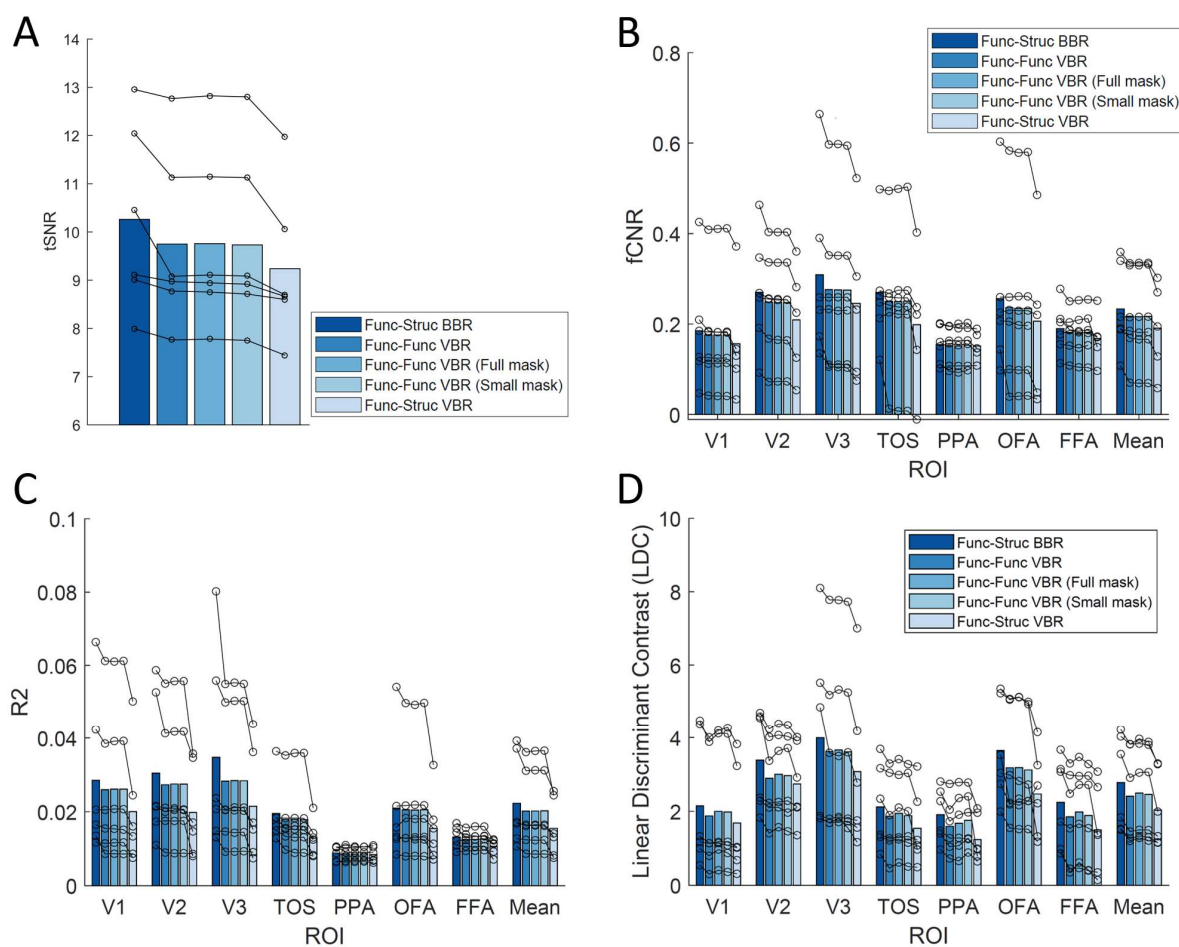 A
14
13
12
11
10
9
8
7
6
tSNR
Func-Struc BBR
Func-Func VBR
Func-Func VBR (Full mask)
Func-Func VBR (Small mask)
Func-Struc VBR
B
0.8
0.6
0.4
0.2
0
fCNR
Func-Struc BBR
Func-Func VBR
Func-Func VBR (Full mask)
Func-Func VBR (Small mask)
Func-Struc VBR
V1 V2 V3 TOS PPA OFA FFA Mean
ROI
C
0.1
0.08
0.06
0.04
0.02
0
R2
V1 V2 V3 TOS PPA OFA FFA Mean
ROI
D
10
8
6
4
2
0
Linear Discriminant Contrast (LDC)
Func-Struc BBR
Func-Func VBR
Func-Func VBR (Full mask)
Func-Func VBR (Small mask)
Func-Struc VBR
V1 V2 V3 TOS PPA OFA FFA Mean
ROI